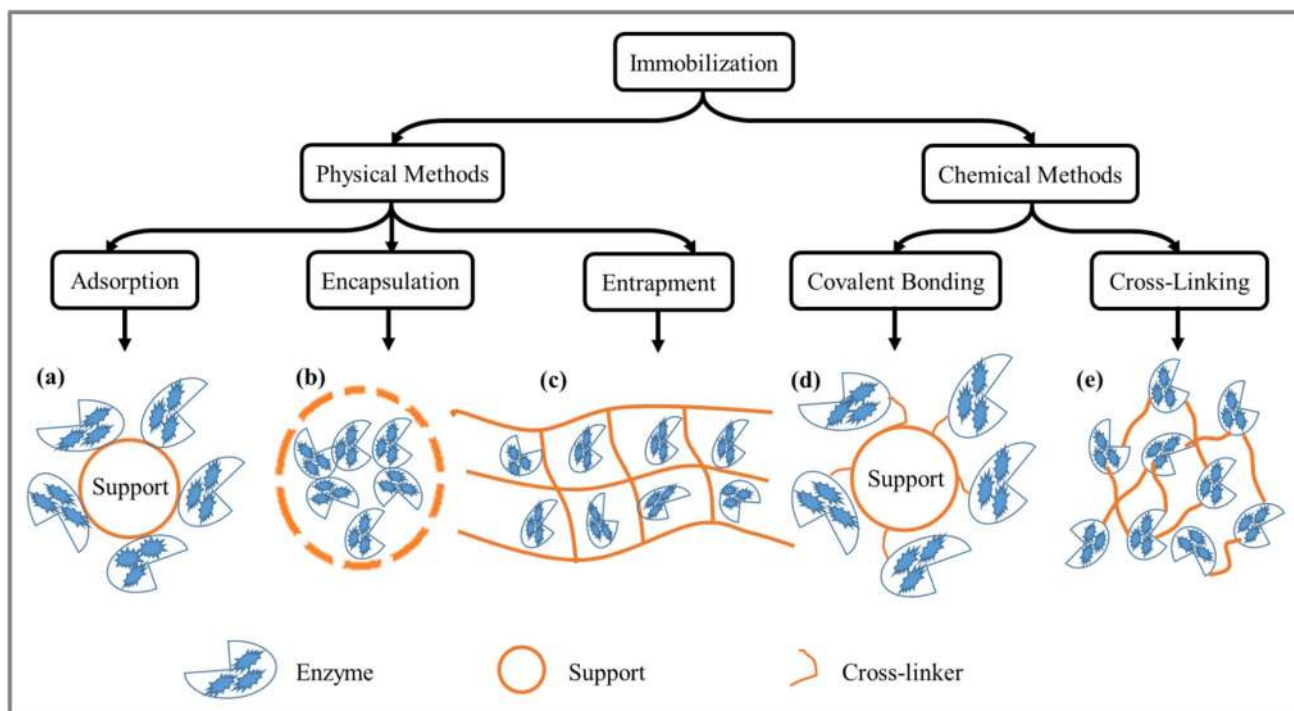 Immobilization
Physical Methods
Chemical Methods
Adsorption
Encapsulation
Entrapment
Covalent Bonding
Cross-Linking
(a)
(b)
(c)
(d)
(e)
Support
Support
Enzyme
Support
Cross-linker